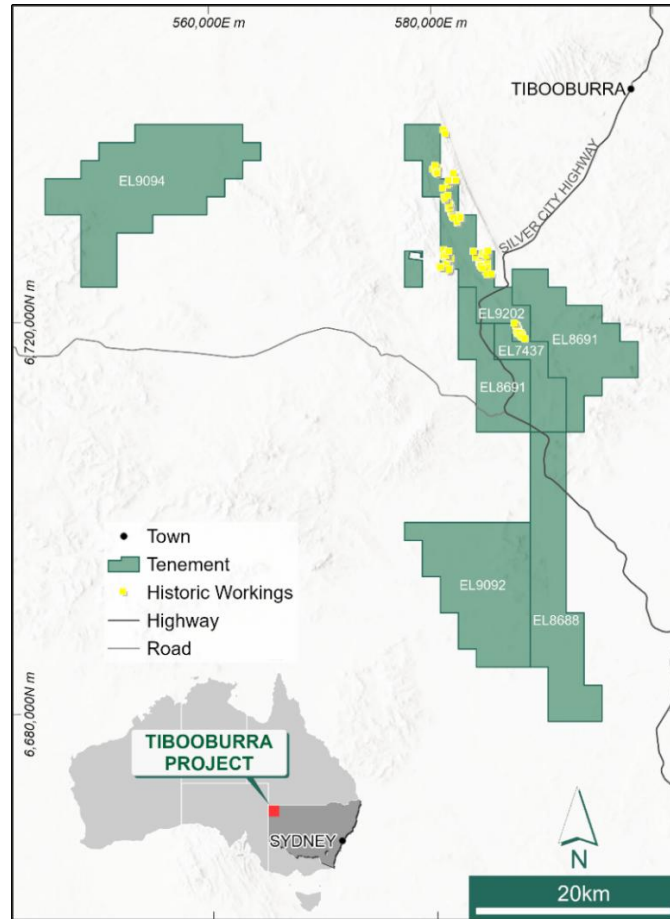 560,000E m
580,000E m
TIBOOBURRA
SILVER CITY HIGHWAY
EL9094
6,720,000N m
EL9202
EL7437
EL8691
EL8691
Town
Tenement
Historic Workings
Highway
Road
EL9092
EL8688
6,680,000N m
TIBOOBURRA
PROJECT
SYDNEY
N
20km